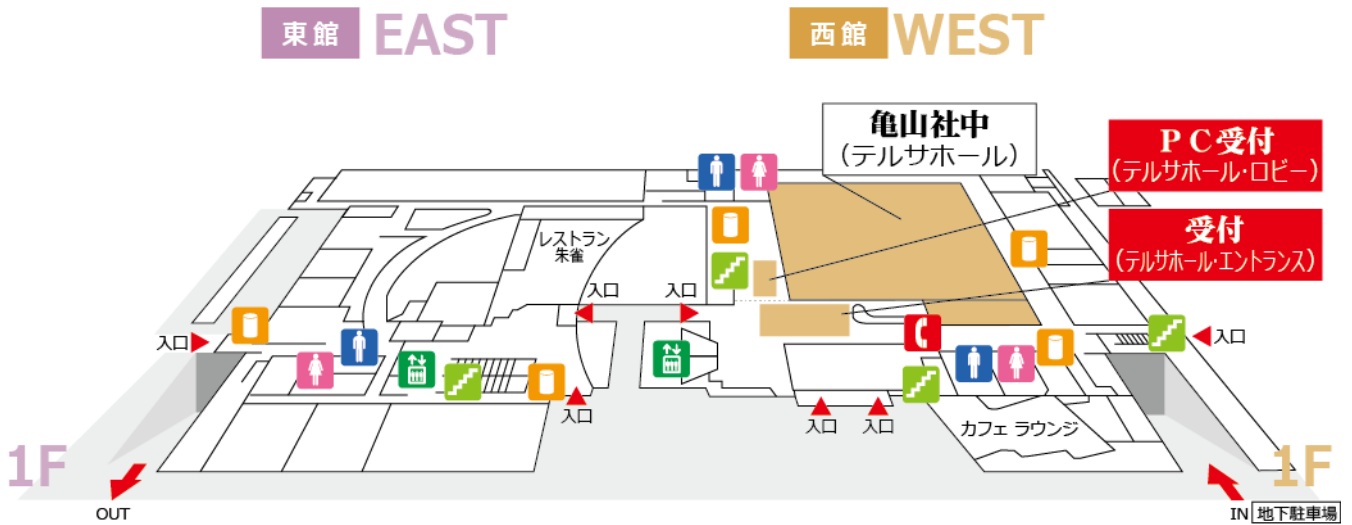 東館 EAST
西館 WEST
亀山社中
（テルサホール）
ＰＣ受付
（テルサホール・ロビー）
受付
（テルサホール・エントランス）
レストラン
朱雀
入口
入口
入口
入口
入口
入口
入口
カフェ ラウンジ
1F
1F
OUT
IN 地下駐車場